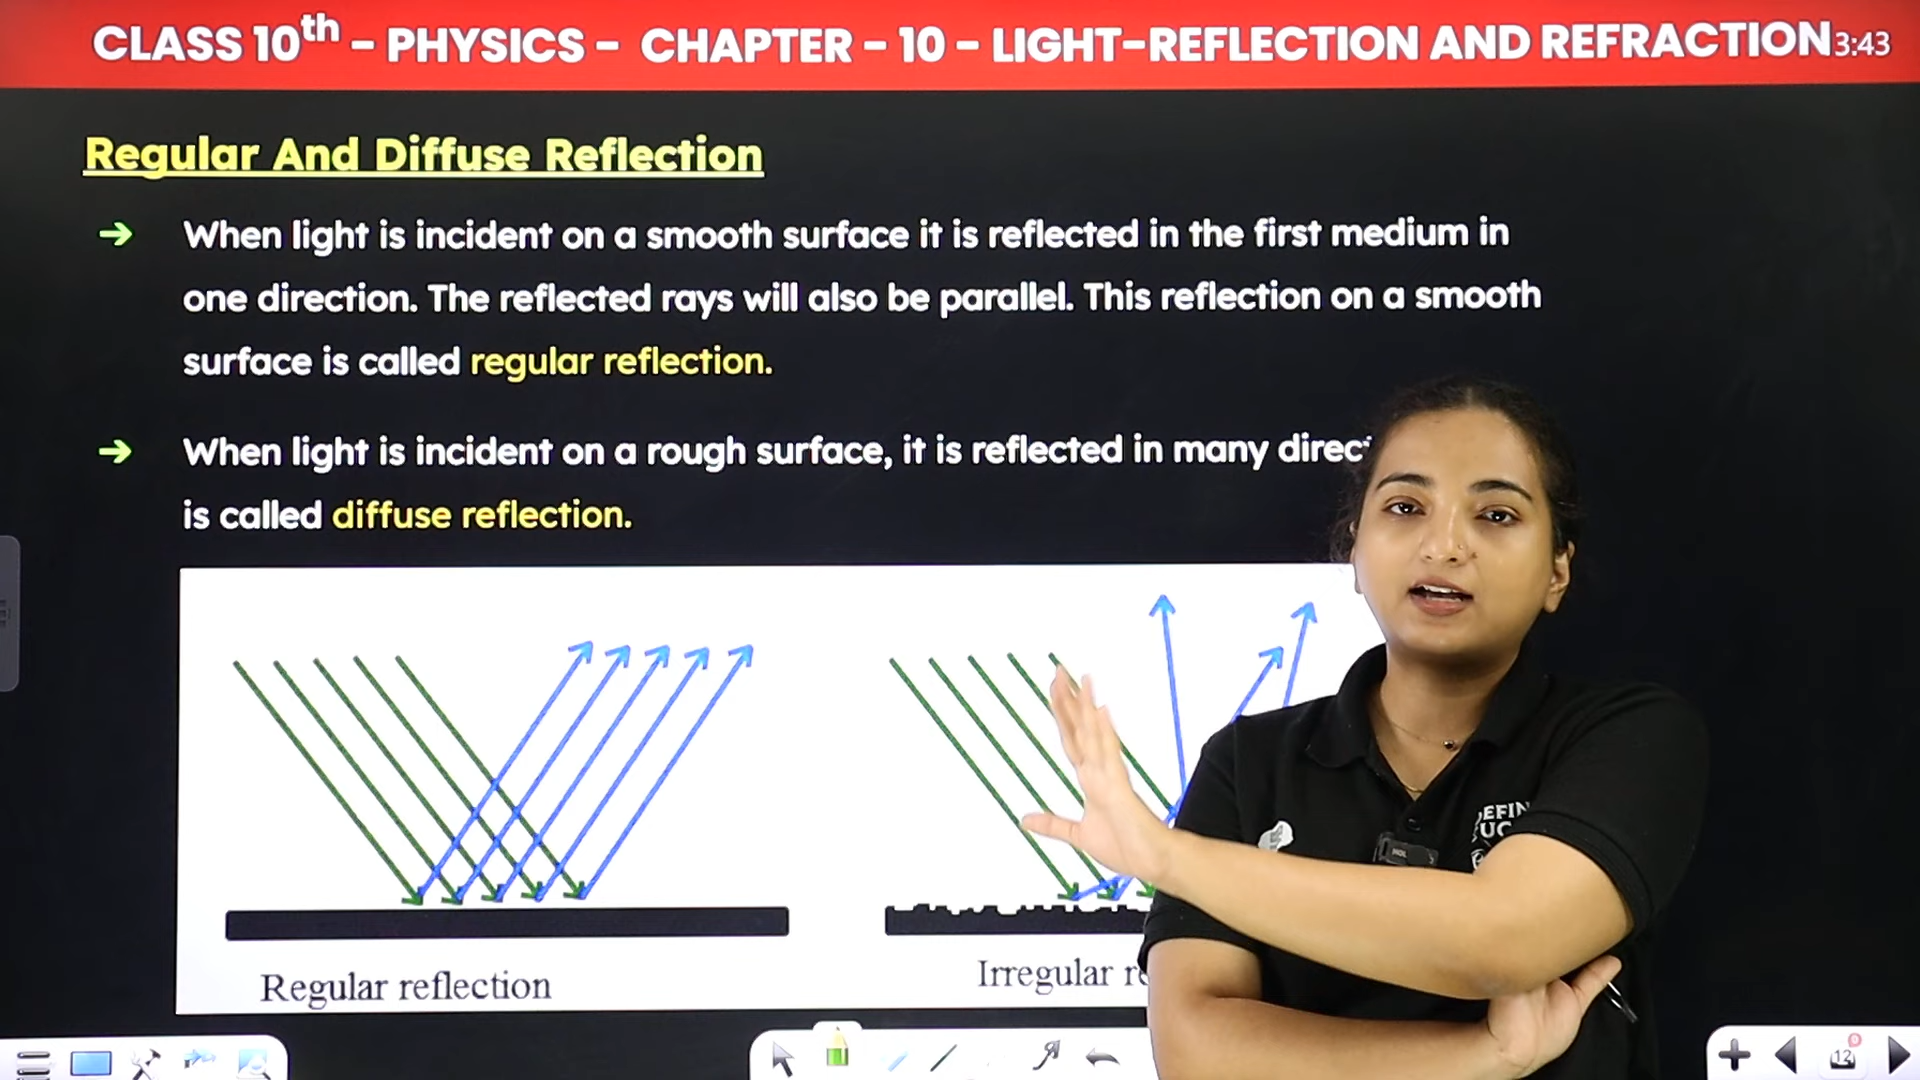 CLASS 10th - PHYSICS - CHAPTER - 10 - LIGHT-REFLECTION AND REFRACTION 3:43
Regular And Diffuse Reflection
➔ When light is incident on a smooth surface it is reflected in the first medium in
one direction. The reflected rays will also be parallel. This reflection on a smooth
surface is called regular reflection.
➔ When light is incident on a rough surface, it is reflected in many
is called diffuse reflection.
Regular reflection
Irregular
12